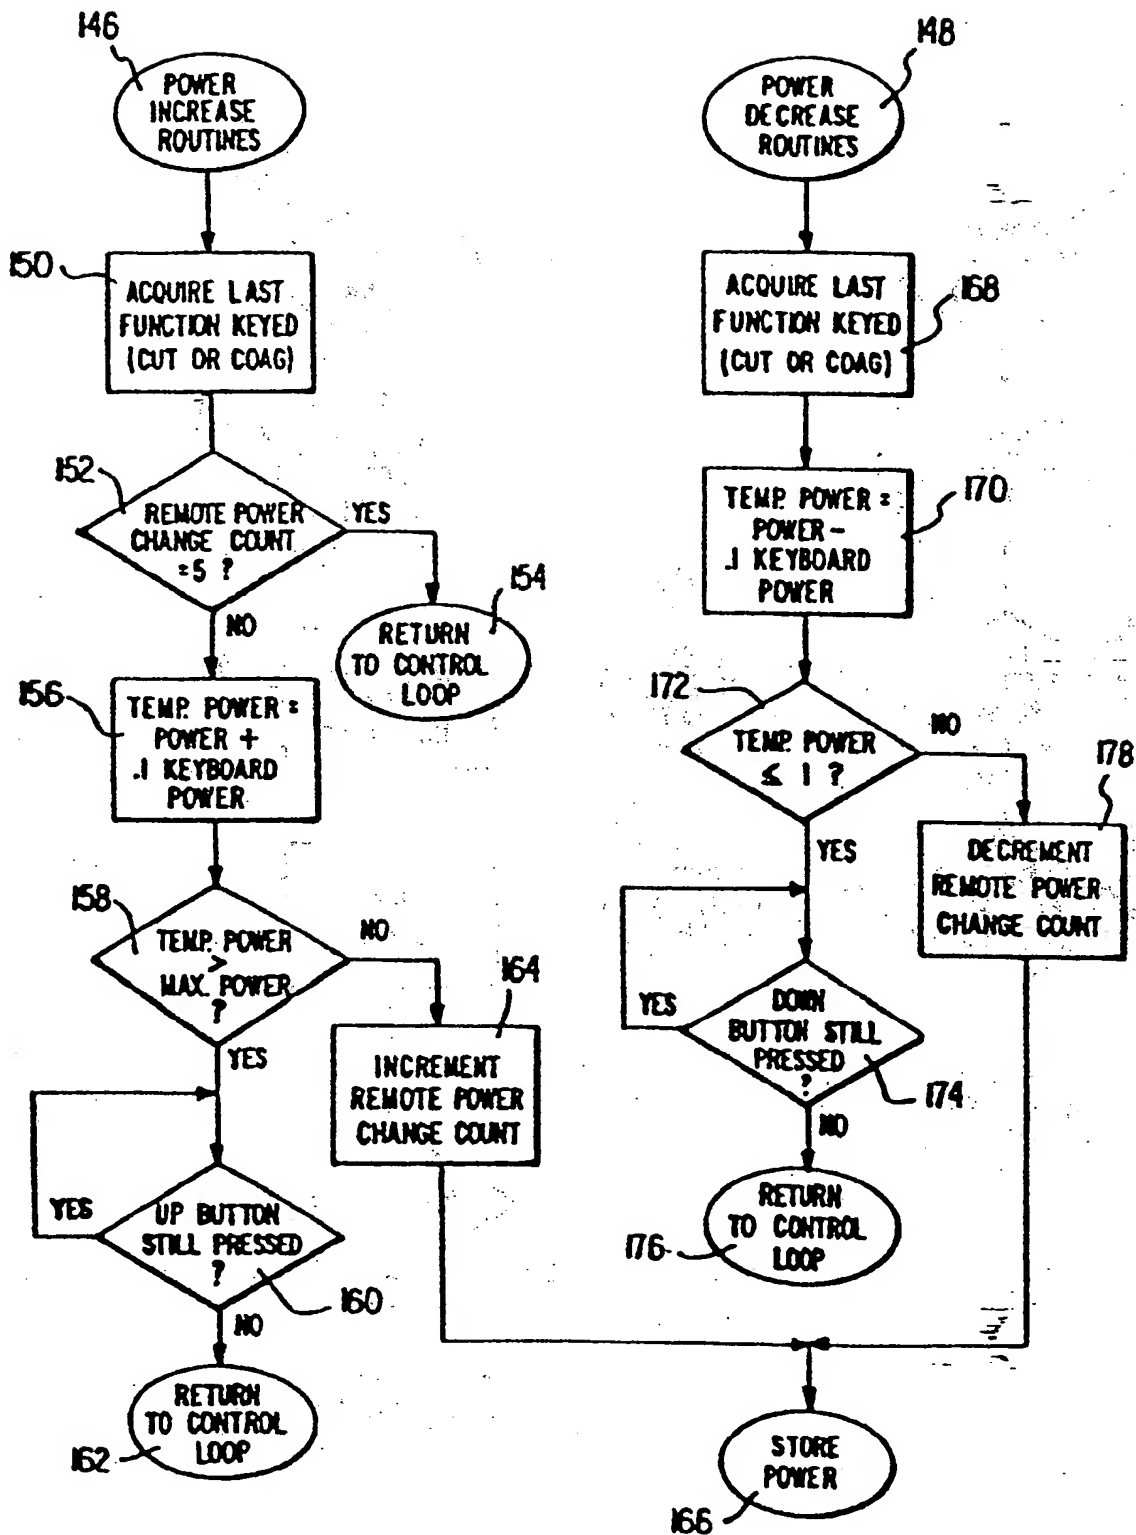 146
POWER
INCREASE
ROUTINES
150
ACQUIRE LAST
FUNCTION KEYED
(CUT OR COAG)
152
REMOTE POWER
CHANGE COUNT
=5 ?
YES
NO
154
RETURN
TO CONTROL
LOOP
156
TEMP. POWER =
POWER +
.1 KEYBOARD
POWER
158
TEMP. POWER
>
MAX. POWER
?
NO
YES
164
INCREMENT
REMOTE POWER
CHANGE COUNT
YES
UP BUTTON
STILL PRESSED
?
160
NO
RETURN
TO CONTROL
LOOP
162
148
POWER
DECREASE
ROUTINES
ACQUIRE LAST
FUNCTION KEYED
(CUT OR COAG)
168
TEMP. POWER =
POWER –
.1 KEYBOARD
POWER
170
172
TEMP. POWER
≤ 1 ?
NO
YES
178
DECREMENT
REMOTE POWER
CHANGE COUNT
YES
DOWN
BUTTON STILL
PRESSED
?
174
NO
RETURN
TO CONTROL
LOOP
176
STORE
POWER
166